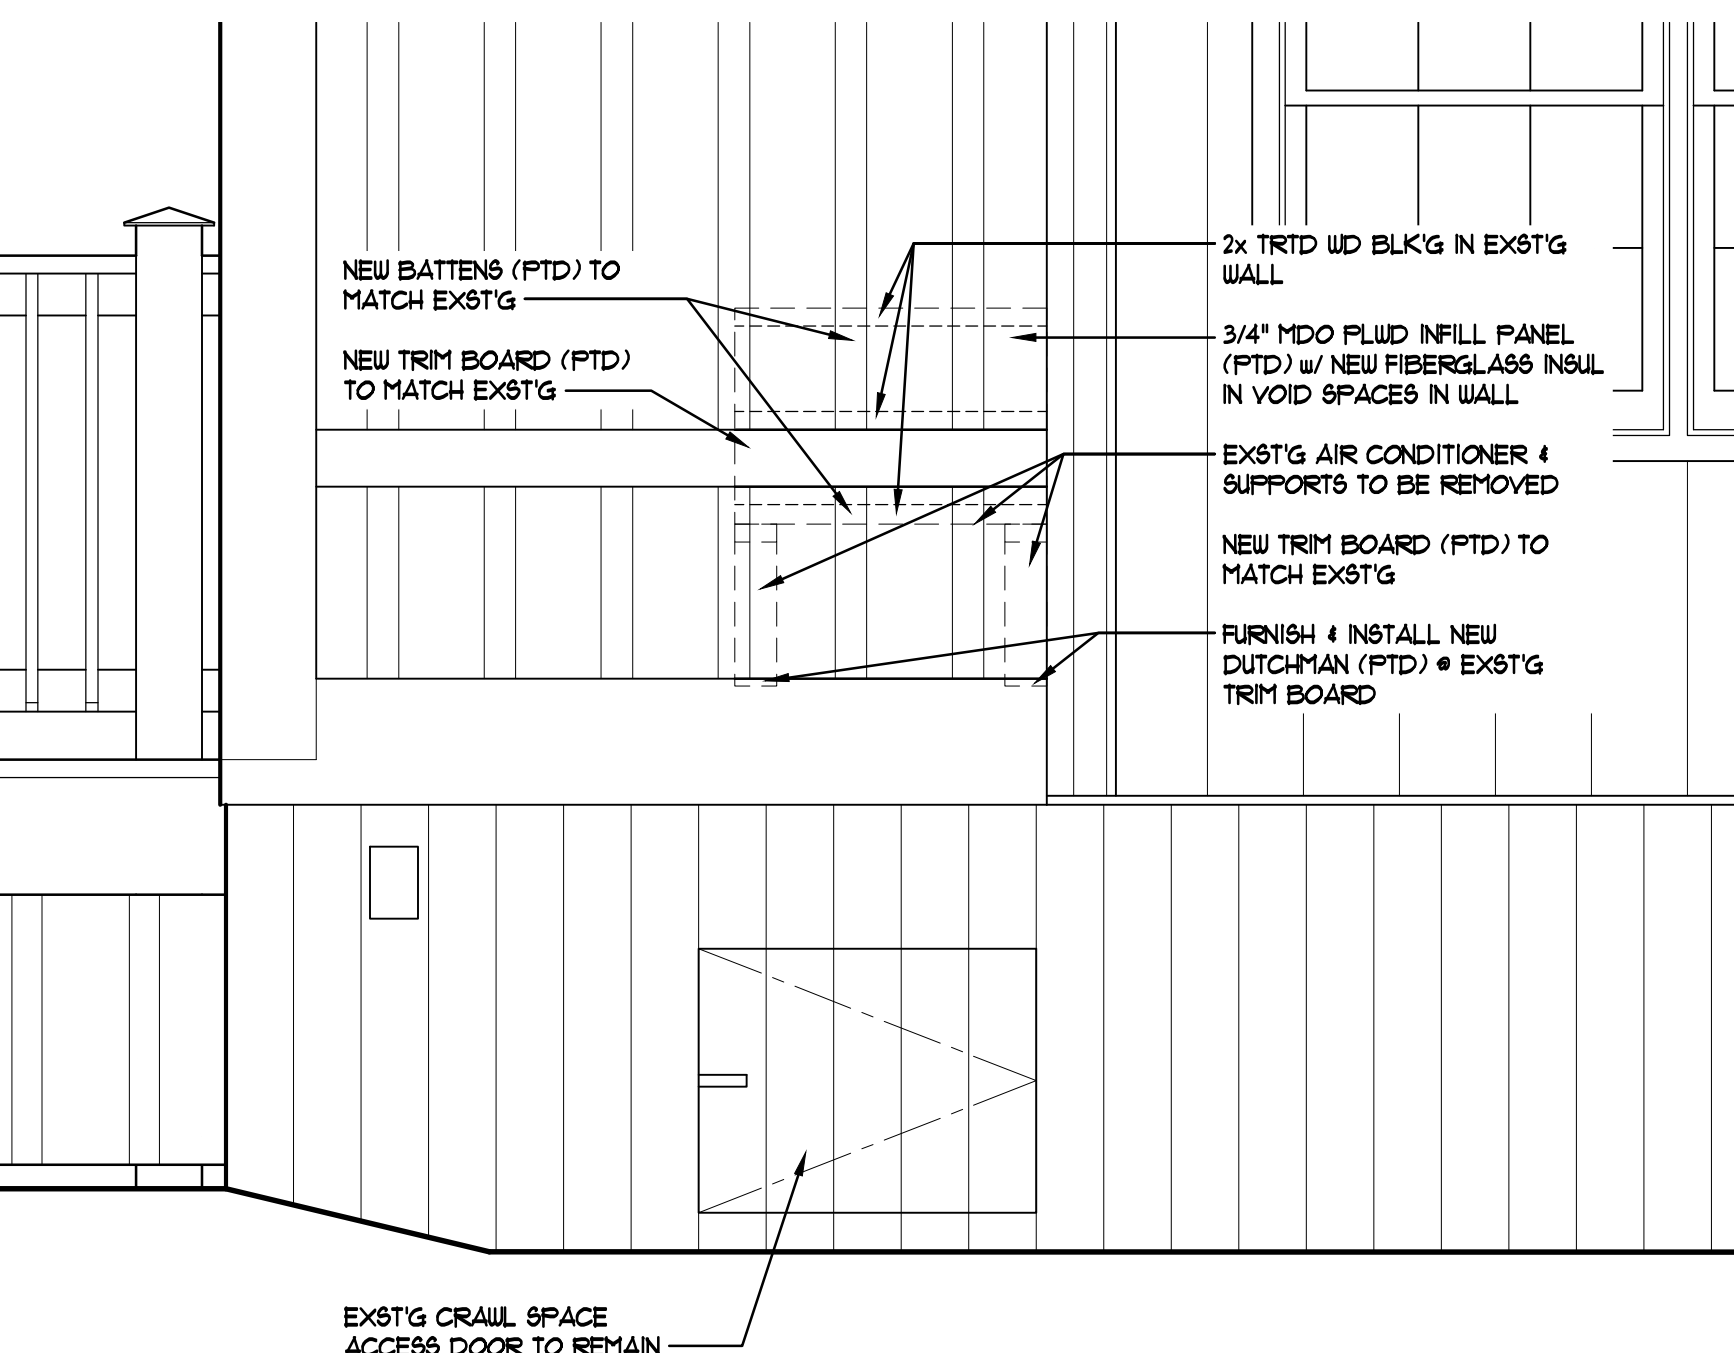 NEW BATTENS (PTD) TO
MATCH EXST'G
NEW TRIM BOARD (PTD)
TO MATCH EXST'G
2x TRTD WD BLK'G IN EXST'G
WALL
3/4" MDO PLWD INFILL PANEL
(PTD) w/ NEW FIBERGLASS INSUL
IN VOID SPACES IN WALL
EXST'G AIR CONDITIONER &
SUPPORTS TO BE REMOVED
NEW TRIM BOARD (PTD) TO
MATCH EXST'G
FURNISH & INSTALL NEW
DUTCHMAN (PTD) @ EXST'G
TRIM BOARD
EXST'G CRAWL SPACE
ACCESS DOOR TO REMAIN